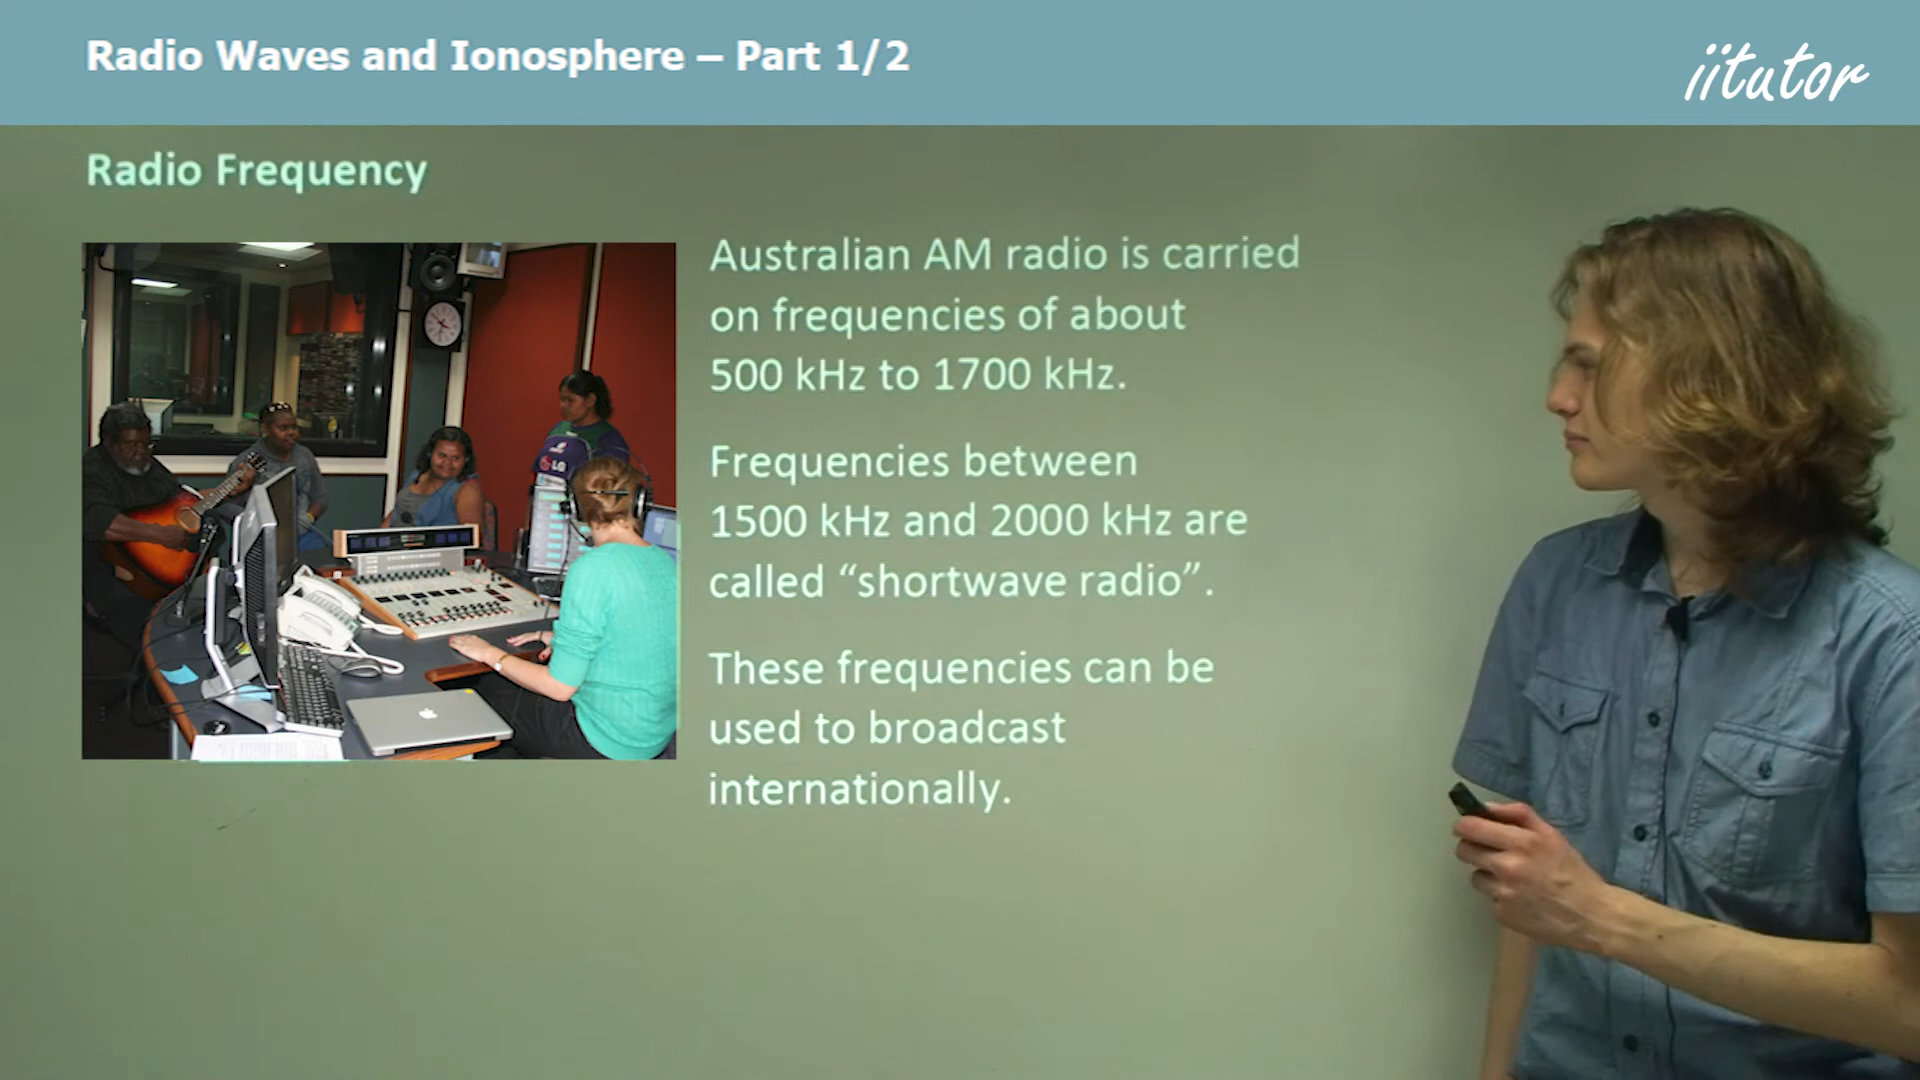 Radio Waves and Ionosphere – Part 1/2
iitutor
Radio Frequency
Australian AM radio is carried
on frequencies of about
500 kHz to 1700 kHz.
Frequencies between
1500 kHz and 2000 kHz are
called “shortwave radio”.
These frequencies can be
used to broadcast
internationally.
LG